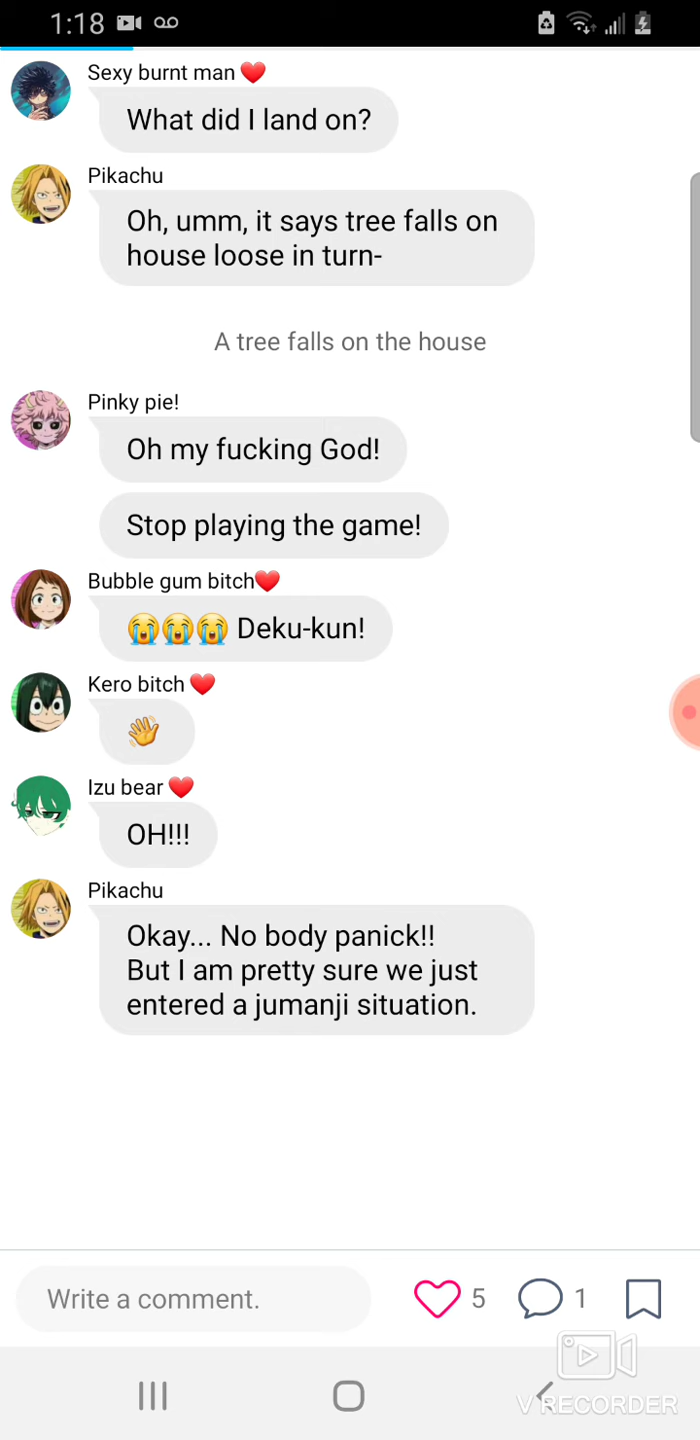 1:18
Sexy burnt man ❤️
What did I land on?
Pikachu
Oh, umm, it says tree falls on
house loose in turn-
A tree falls on the house
Pinky pie!
Oh my fucking God!
Stop playing the game!
Bubble gum bitch❤️
😭😭😭 Deku-kun!
Kero bitch ❤️
👋
Izu bear ❤️
OH!!!
Pikachu
Okay... No body panick!!
But I am pretty sure we just
entered a jumanji situation.
Write a comment.
5
1
V RECORDER